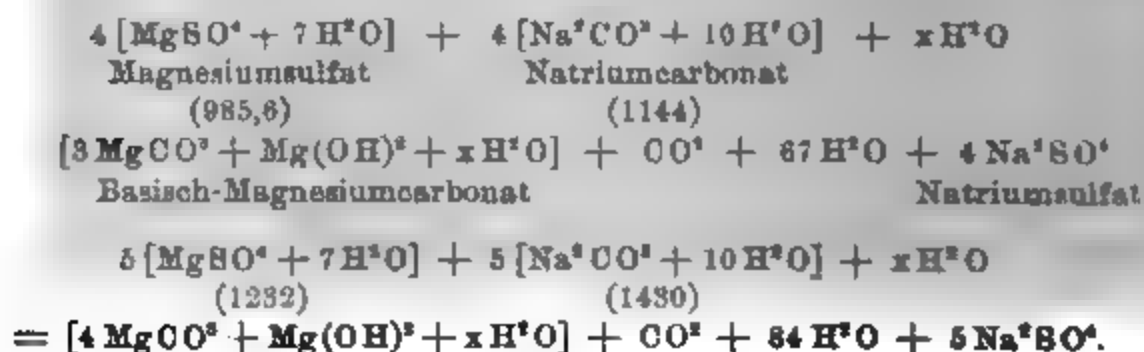 4 [MgSO⁴ + 7 H²O] + 4 [Na²CO³ + 10 H²O] + x H²O
Magnesiumsulfat Natriumcarbonat
(985,6) (1144)
[3 MgCO³ + Mg(OH)² + x H²O] + CO² + 67 H²O + 4 Na²SO⁴
Basisch-Magnesiumcarbonat Natriumsulfat
5 [MgSO⁴ + 7 H²O] + 5 [Na²CO³ + 10 H²O] + x H²O
(1232) (1430)
= [4 MgCO³ + Mg(OH)² + x H²O] + CO² + 84 H²O + 5 Na²SO⁴.